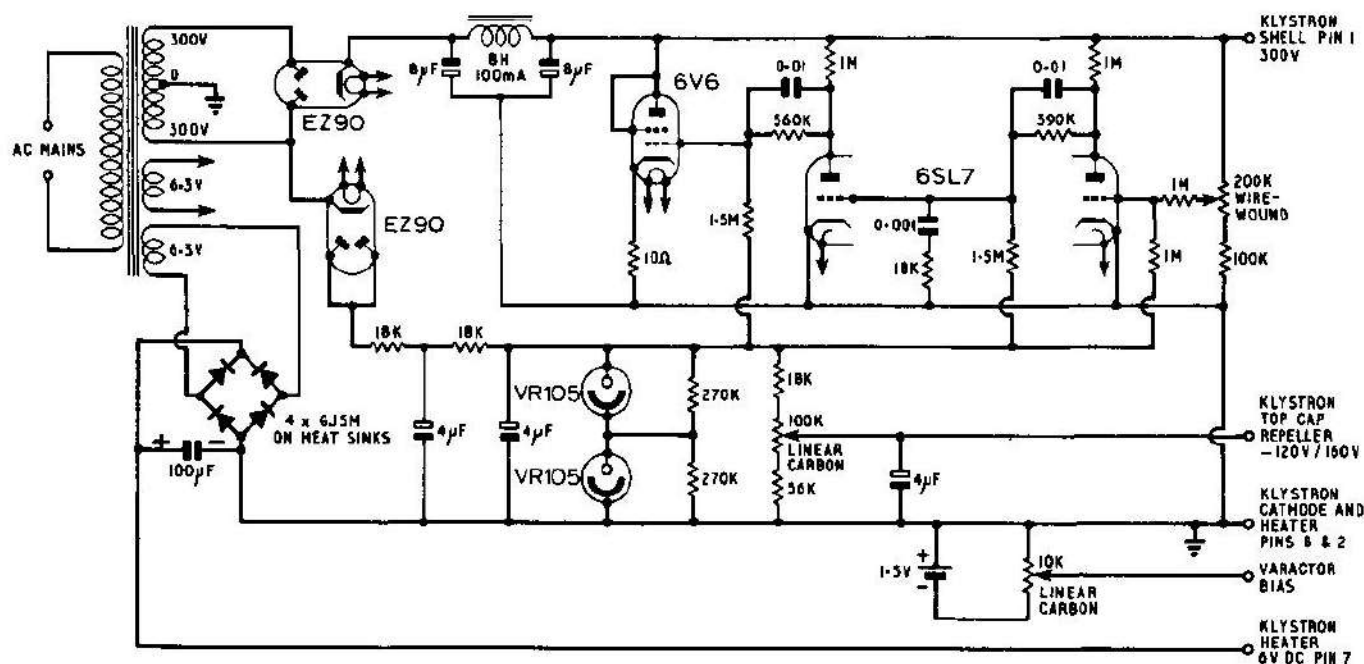 300V
0
300V
AC MAINS
6·3V
6·3V
EZ90
EZ90
8µF
8H
100mA
8µF
6V6
10Ω
0·01
560K
1M
1·5M
6SL7
0·001
18K
0·01
390K
1M
1·5M
1M
1M
200K
WIRE-
WOUND
100K
KLYSTRON
SHELL PIN 1
300V
18K
18K
4µF
4µF
VR105
VR105
270K
270K
18K
100K
LINEAR
CARBON
56K
4µF
4 x GJ5M
ON HEAT SINKS
+
-
100µF
KLYSTRON
TOP CAP
REPELLER
-120V/160V
KLYSTRON
CATHODE AND
HEATER
PINS 8 & 2
+
1·5V
-
10K
LINEAR
CARBON
VARACTOR
BIAS
KLYSTRON
HEATER
6V DC PIN 7